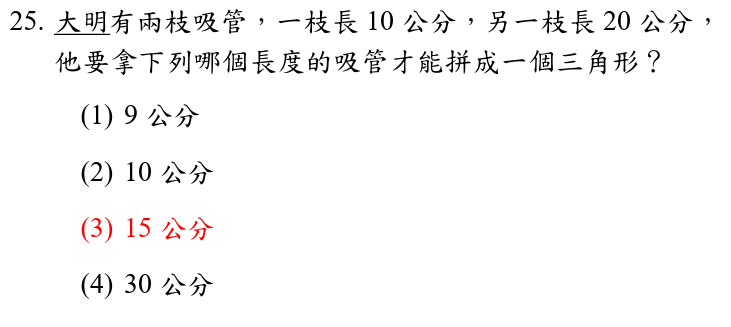 25. 大明有兩枝吸管，一枝長 10 公分，另一枝長 20 公分，
他要拿下列哪個長度的吸管才能拼成一個三角形？
(1) 9 公分
(2) 10 公分
(3) 15 公分
(4) 30 公分